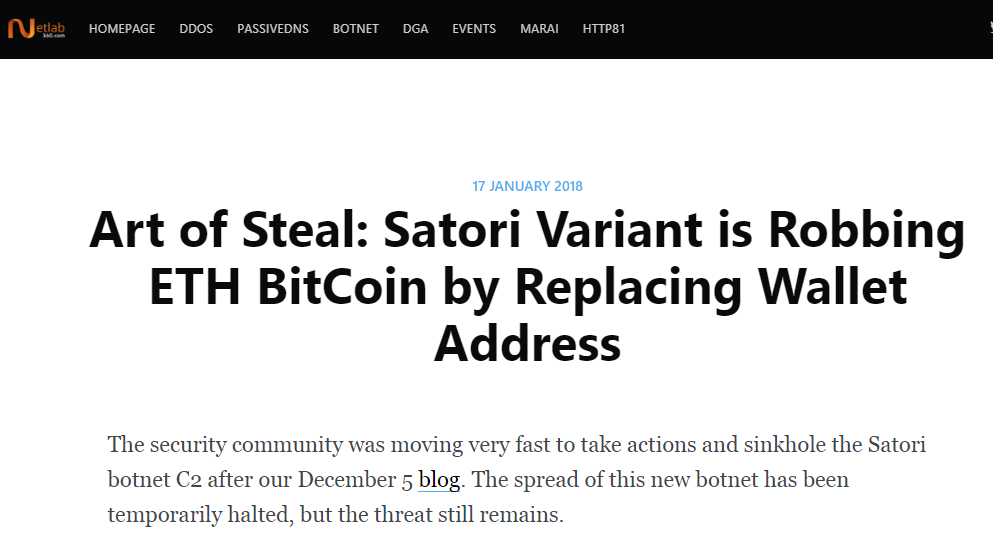 Netlab
360.com
HOMEPAGE DDOS PASSIVEDNS BOTNET DGA EVENTS MARAI HTTP81
17 JANUARY 2018
Art of Steal: Satori Variant is Robbing
ETH BitCoin by Replacing Wallet
Address
The security community was moving very fast to take actions and sinkhole the Satori
botnet C2 after our December 5 blog. The spread of this new botnet has been
temporarily halted, but the threat still remains.